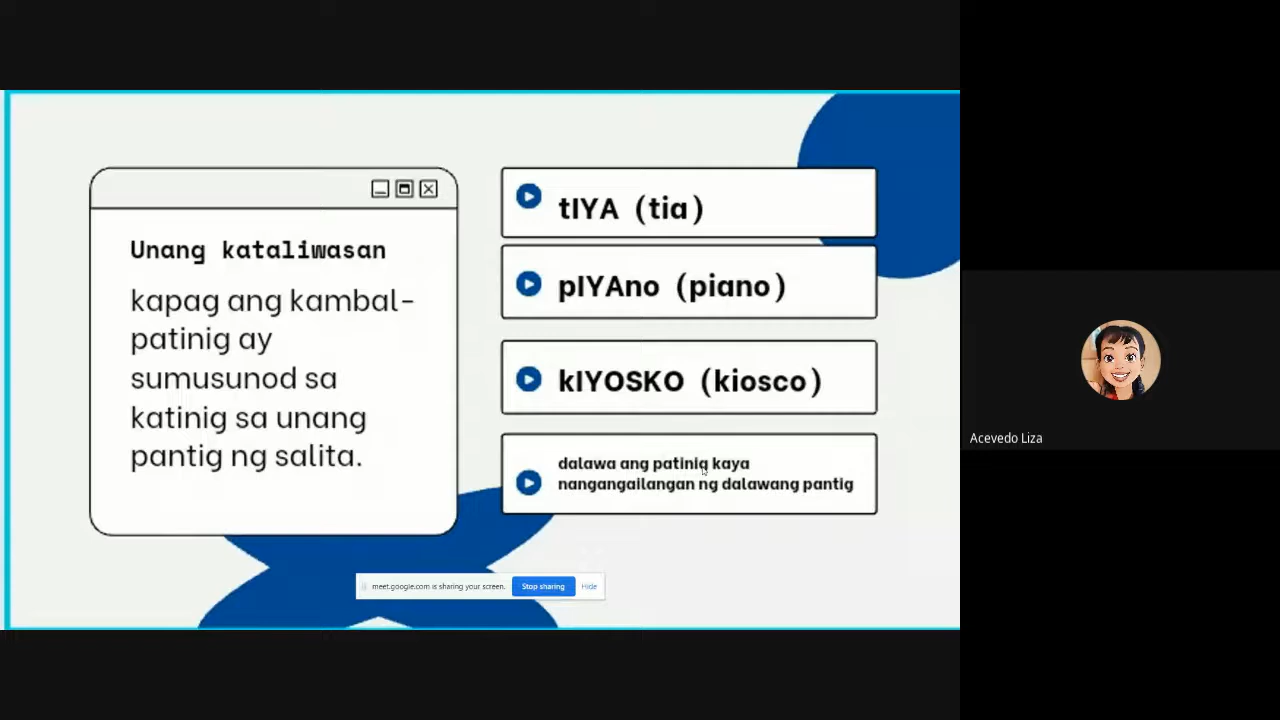 Unang kataliwasan
kapag ang kambal-
patinig ay
sumusunod sa
katinig sa unang
pantig ng salita.
tIYA (tia)
pIYAno (piano)
kIYOSKO (kiosco)
dalawa ang patinig kaya
nangangailangan ng dalawang pantig
meet.google.com is sharing your screen. Stop sharing Hide
Acevedo Liza